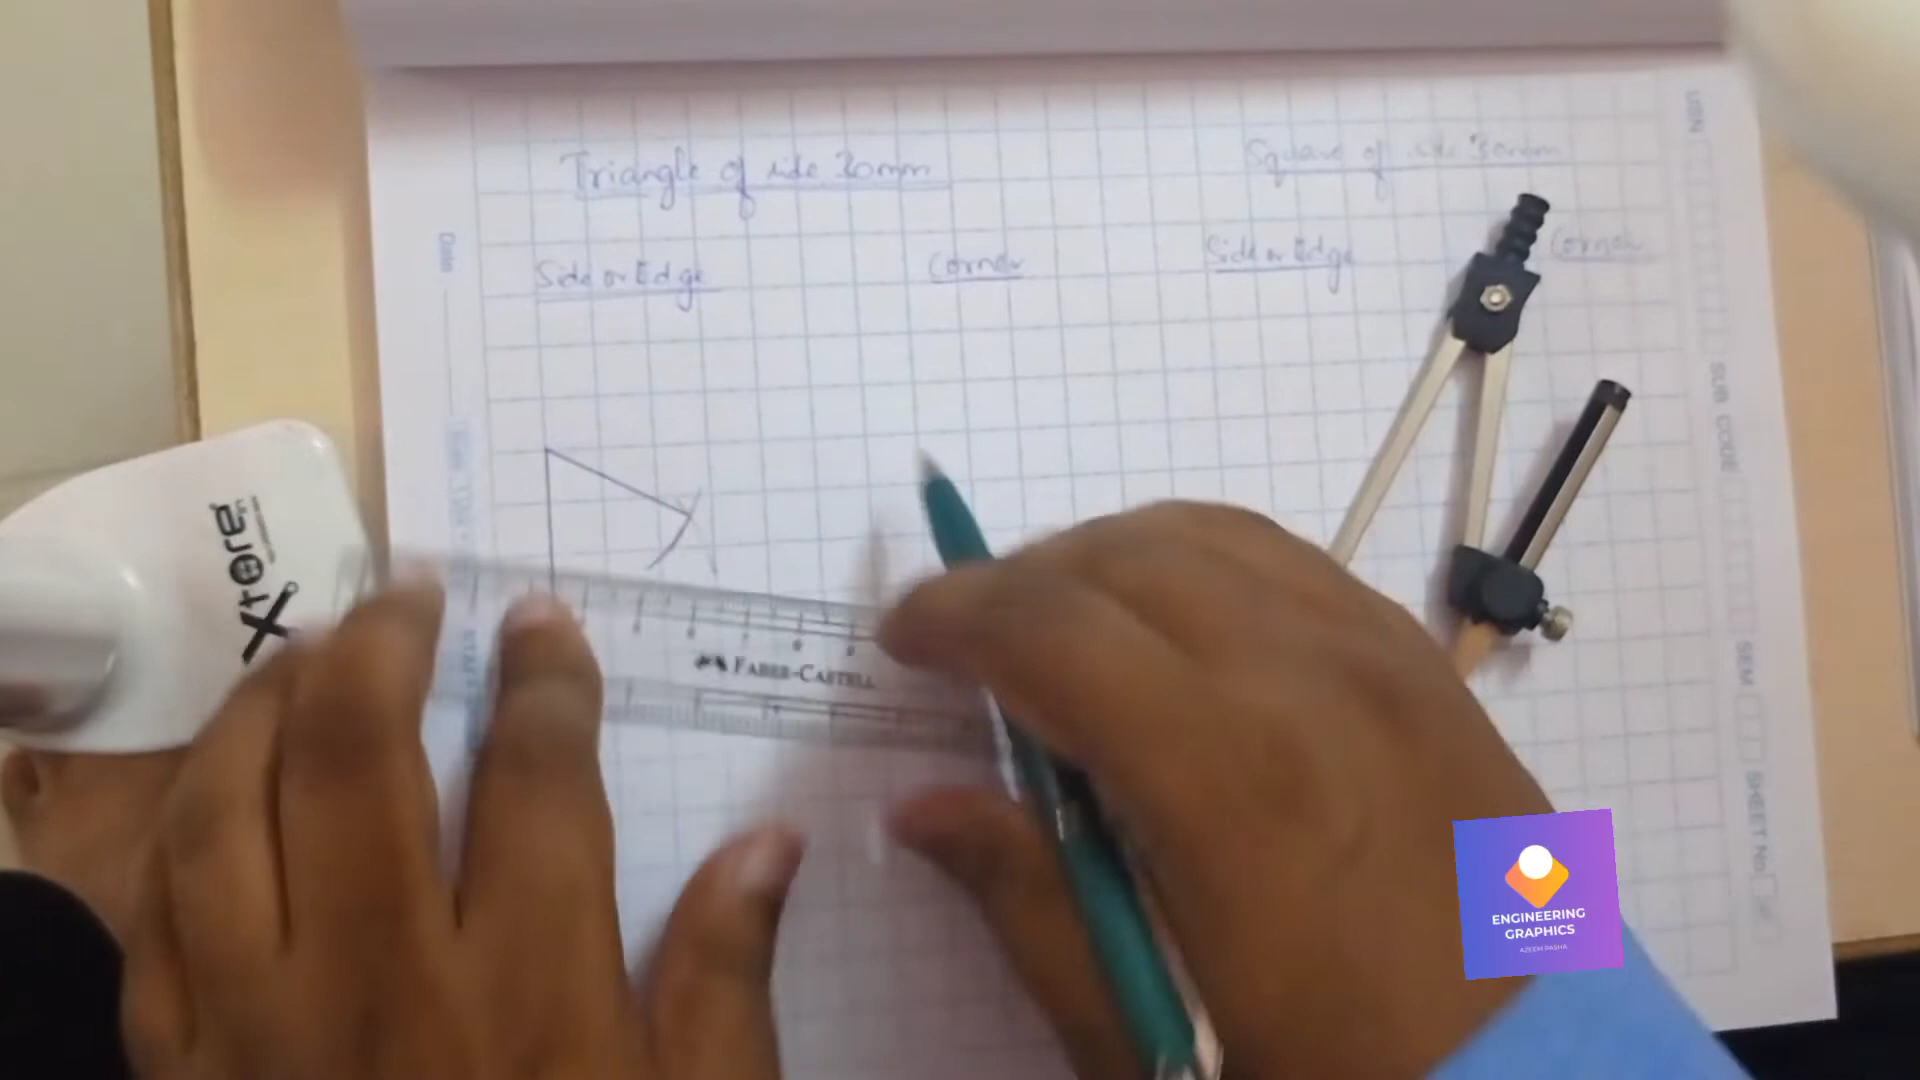 Triangle of side 30mm
Square of side 30mm
Side or Edge
Corner
Side or Edge
Corner
Date
USN
SUB CODE
SEM
SHEET No.
Xtore
FABER-CASTELL
ENGINEERING
GRAPHICS
AZEEM PASHA